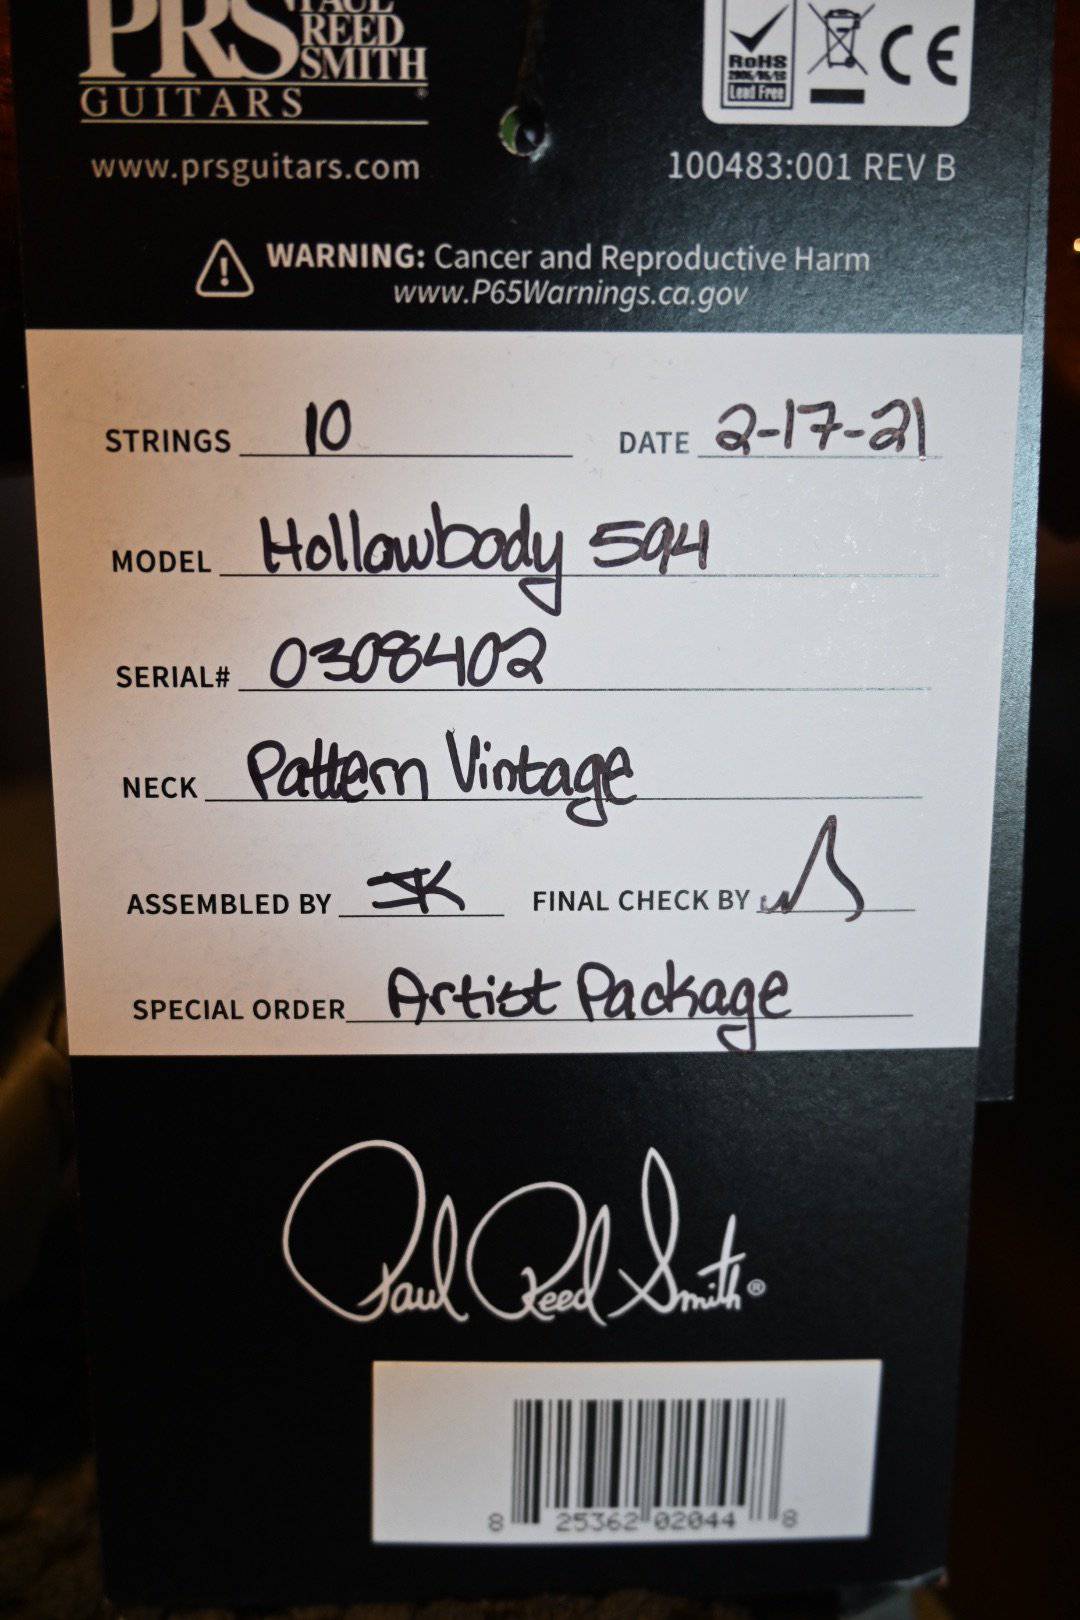 PRS PAUL
REED
SMITH
GUITARS ®
www.prsguitars.com
RoHS
Lead Free
CE
100483:001 REV B
WARNING: Cancer and Reproductive Harm
www.P65Warnings.ca.gov
STRINGS 10 DATE 2-17-21
MODEL Hollowbody 594
SERIAL# 0308402
NECK Pattern Vintage
ASSEMBLED BY JK FINAL CHECK BY
SPECIAL ORDER Artist Package
Paul Reed Smith ®
8 25362 02044 8